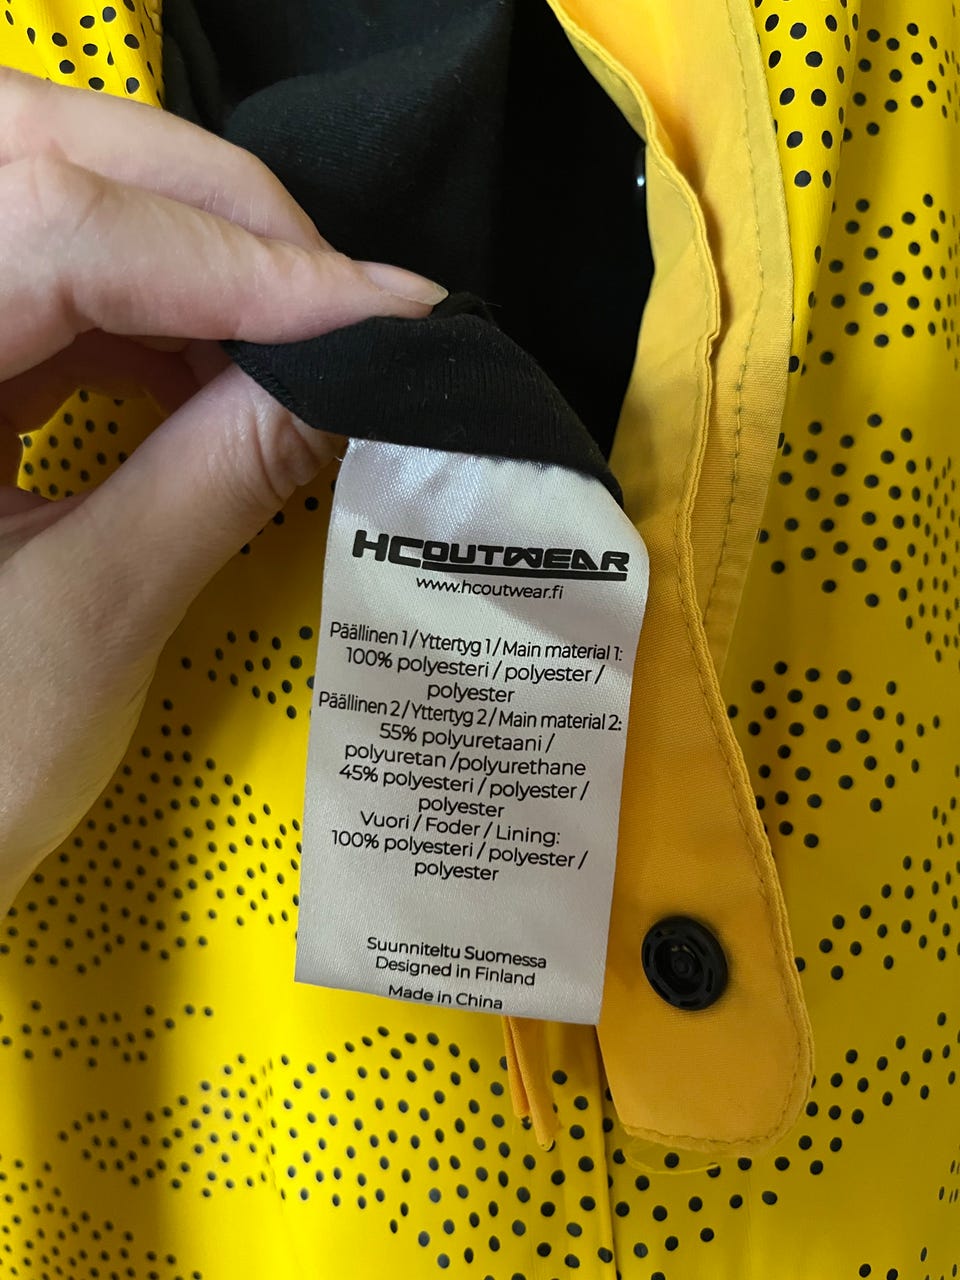 HCOUTWEAR
www.hcoutwear.fi
Päällinen 1/Yttertyg 1/Main material 1:
100% polyesteri / polyester /
polyester
Päällinen 2/Yttertyg 2/Main material 2:
55% polyuretaani /
polyuretan /polyurethane
45% polyesteri / polyester /
polyester
Vuori / Foder / Lining:
100% polyesteri / polyester /
polyester
Suunniteltu Suomessa
Designed in Finland
Made in China